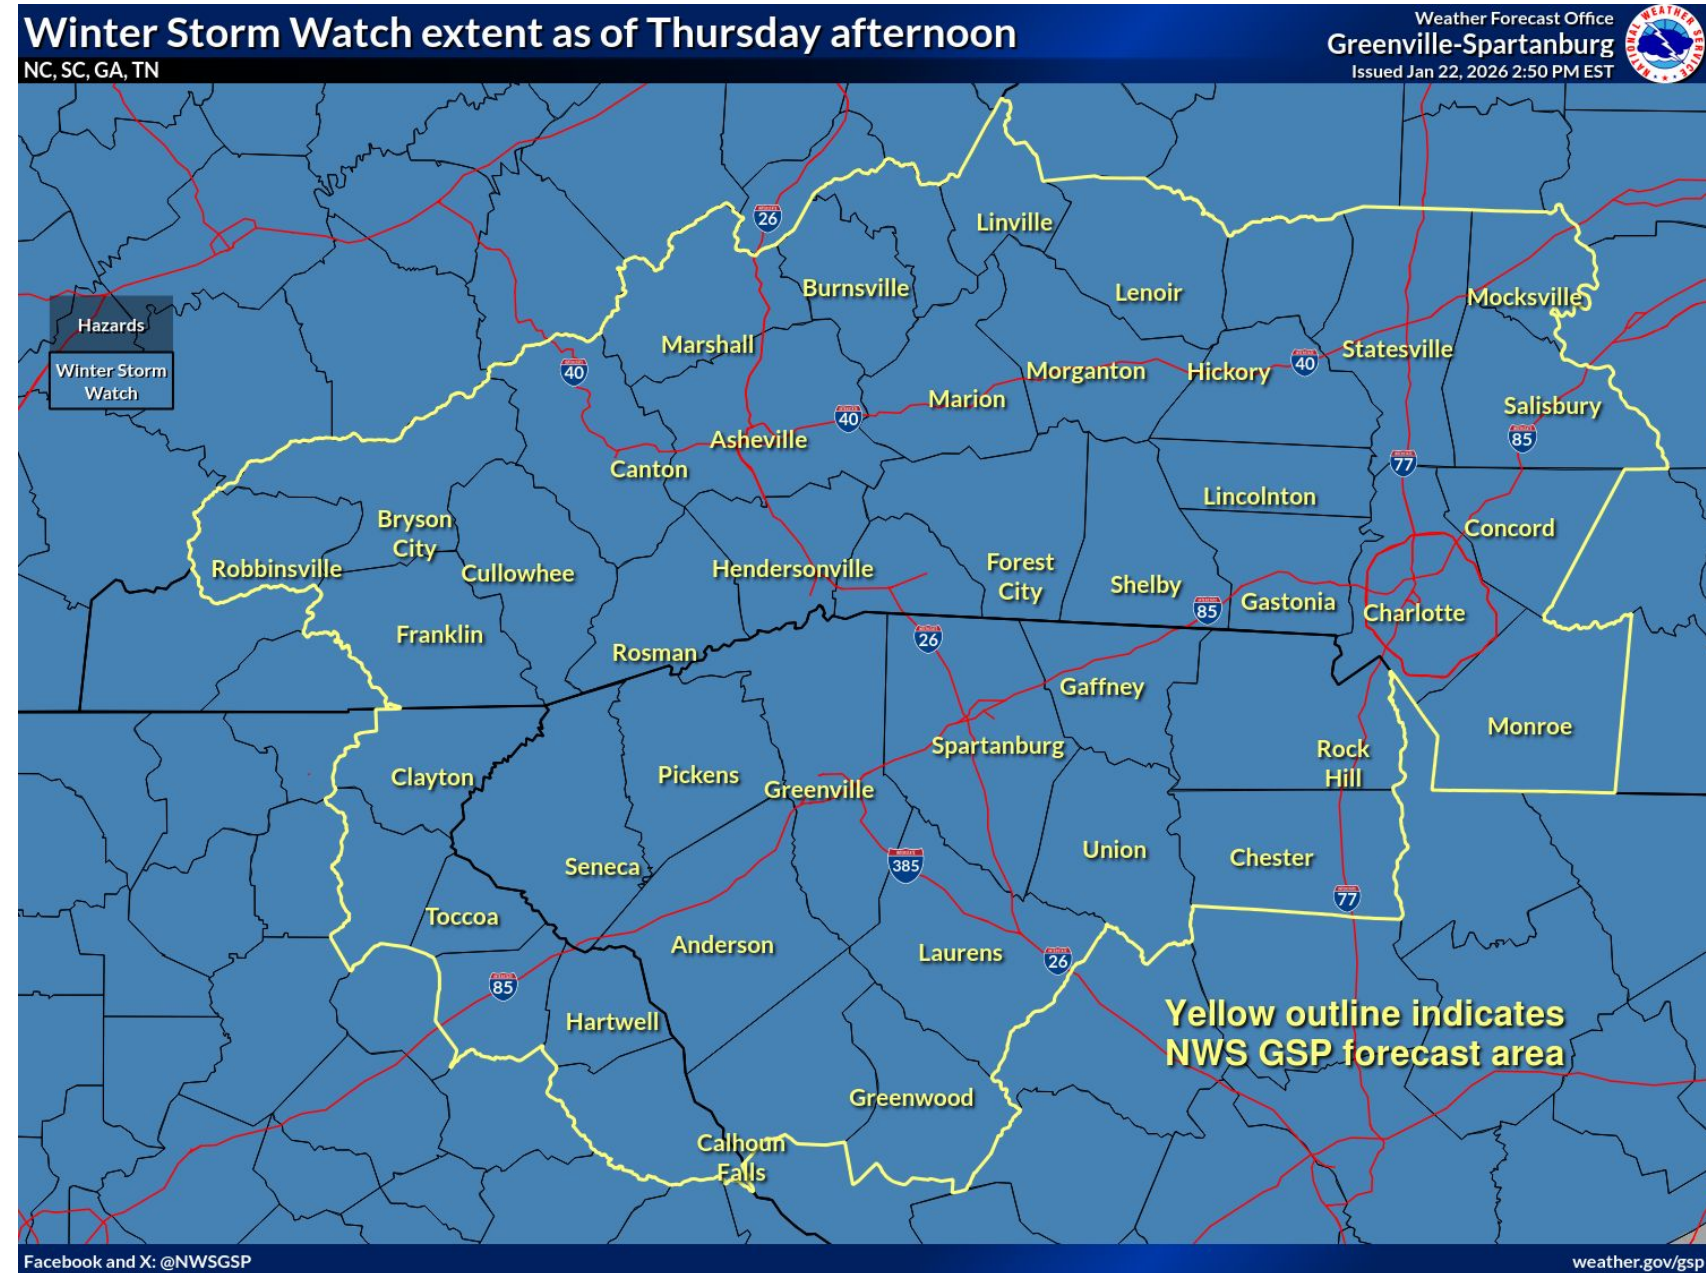 Winter Storm Watch extent as of Thursday afternoon
NC, SC, GA, TN
Weather Forecast Office
Greenville-Spartanburg
Issued Jan 22, 2026 2:50 PM EST
NATIONAL WEATHER SERVICE
26
Linville
Burnsville
Lenoir
Mocksville
Hazards
Winter Storm
Watch
Marshall
40
Morganton
Hickory
40
Statesville
Marion
40
Salisbury
85
Asheville
Canton
77
Lincolnton
Bryson
City
Concord
Robbinsville
Cullowhee
Hendersonville
Forest
City
Shelby
85
Gastonia
Charlotte
Franklin
26
Rosman
Gaffney
Monroe
Spartanburg
Rock
Hill
Clayton
Pickens
Greenville
385
Union
Chester
Seneca
77
Toccoa
Anderson
Laurens
26
85
Hartwell
Yellow outline indicates
NWS GSP forecast area
Greenwood
Calhoun
Falls
Facebook and X: @NWSGSP
weather.gov/gsp